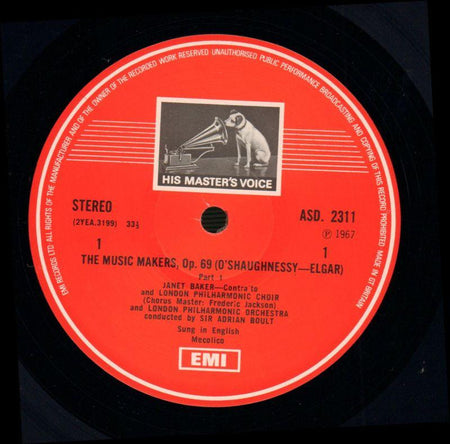 EMI RECORDS LTD ALL RIGHTS OF THE MANUFACTURER AND OF THE OWNER OF THE RECORDED WORK RESERVED UNAUTHORISED PUBLIC PERFORMANCE BROADCASTING AND COPYING OF THIS RECORD PROHIBITED MADE IN GT BRITAIN
HIS MASTER'S VOICE
STEREO
ASD. 2311
(2YEA.3199) 33⅓
Ⓟ 1967
1
1
THE MUSIC MAKERS, Op. 69 (O'SHAUGHNESSY—ELGAR)
Part 1
JANET BAKER—Contralto
and LONDON PHILHARMONIC CHOIR
(Chorus Master: Frederic Jackson)
and LONDON PHILHARMONIC ORCHESTRA
conducted by SIR ADRIAN BOULT
Sung in English
Mecolico
EMI